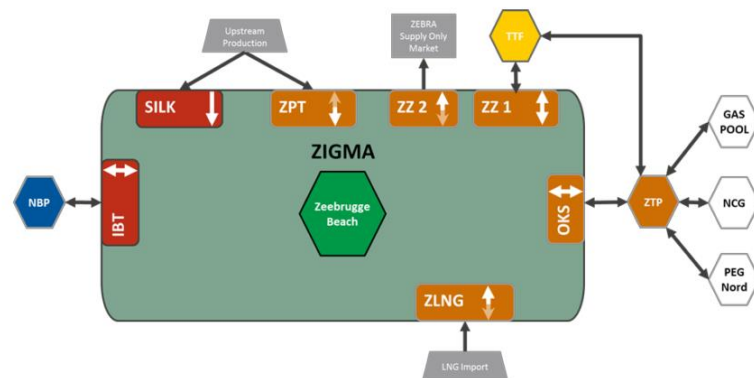 Upstream
Production
ZEBRA
Supply Only
Market
TTF
SILK
ZPT
ZZ 2
ZZ 1
GAS
POOL
ZIGMA
NBP
IBT
Zeebrugge
Beach
OKS
ZTP
NCG
PEG
Nord
ZLNG
LNG Import